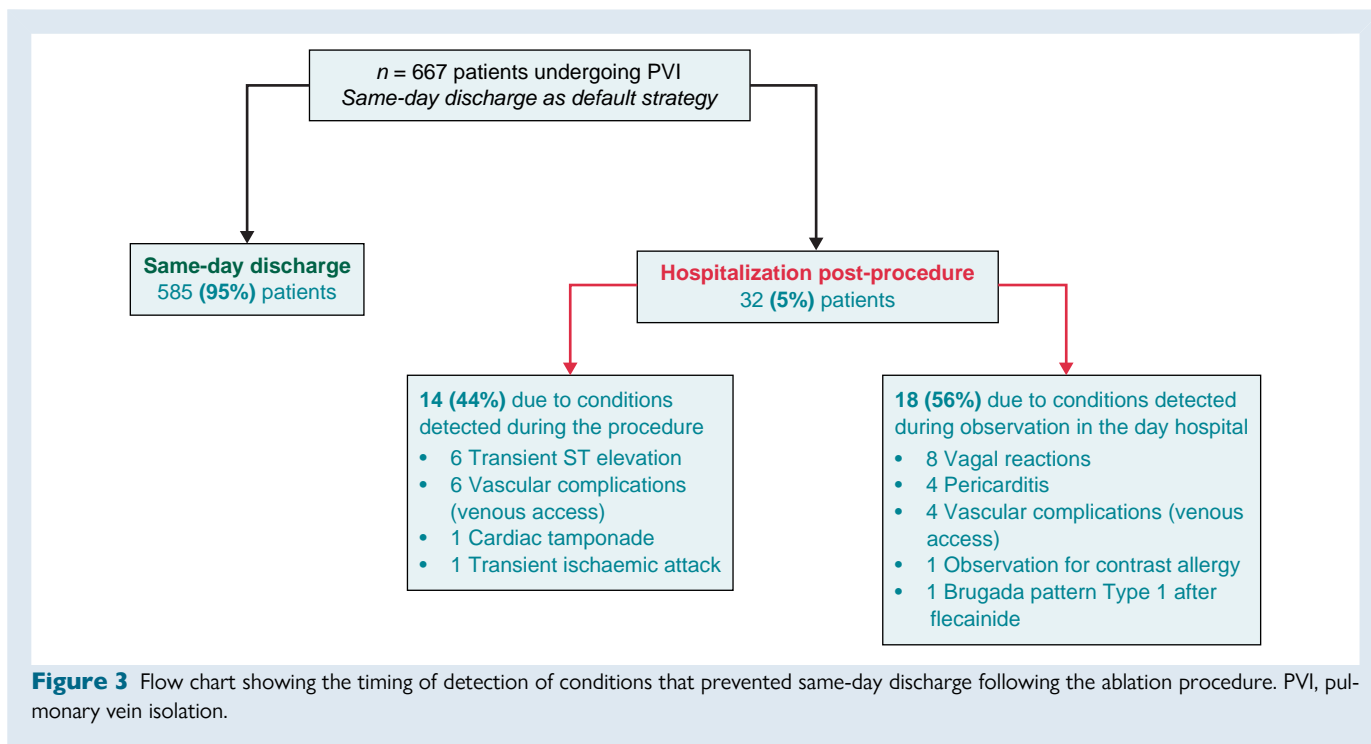 n = 667 patients undergoing PVI
Same-day discharge as default strategy
Same-day discharge
585 (95%) patients
Hospitalization post-procedure
32 (5%) patients
14 (44%) due to conditions
detected during the procedure
• 6 Transient ST elevation
• 6 Vascular complications
(venous access)
• 1 Cardiac tamponade
• 1 Transient ischaemic attack
18 (56%) due to conditions detected
during observation in the day hospital
• 8 Vagal reactions
• 4 Pericarditis
• 4 Vascular complications (venous
access)
• 1 Observation for contrast allergy
• 1 Brugada pattern Type 1 after
flecainide
Figure 3 Flow chart showing the timing of detection of conditions that prevented same-day discharge following the ablation procedure. PVI, pul-
monary vein isolation.